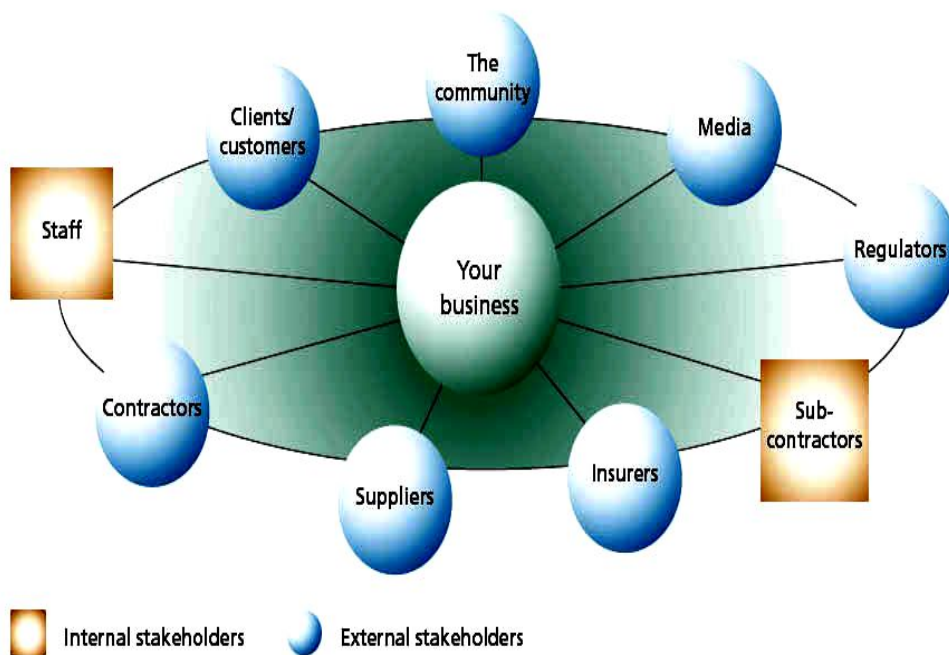 The
community
Clients/
customers
Media
Staff
Regulators
Your
business
Contractors
Sub-
contractors
Suppliers
Insurers
Internal stakeholders
External stakeholders